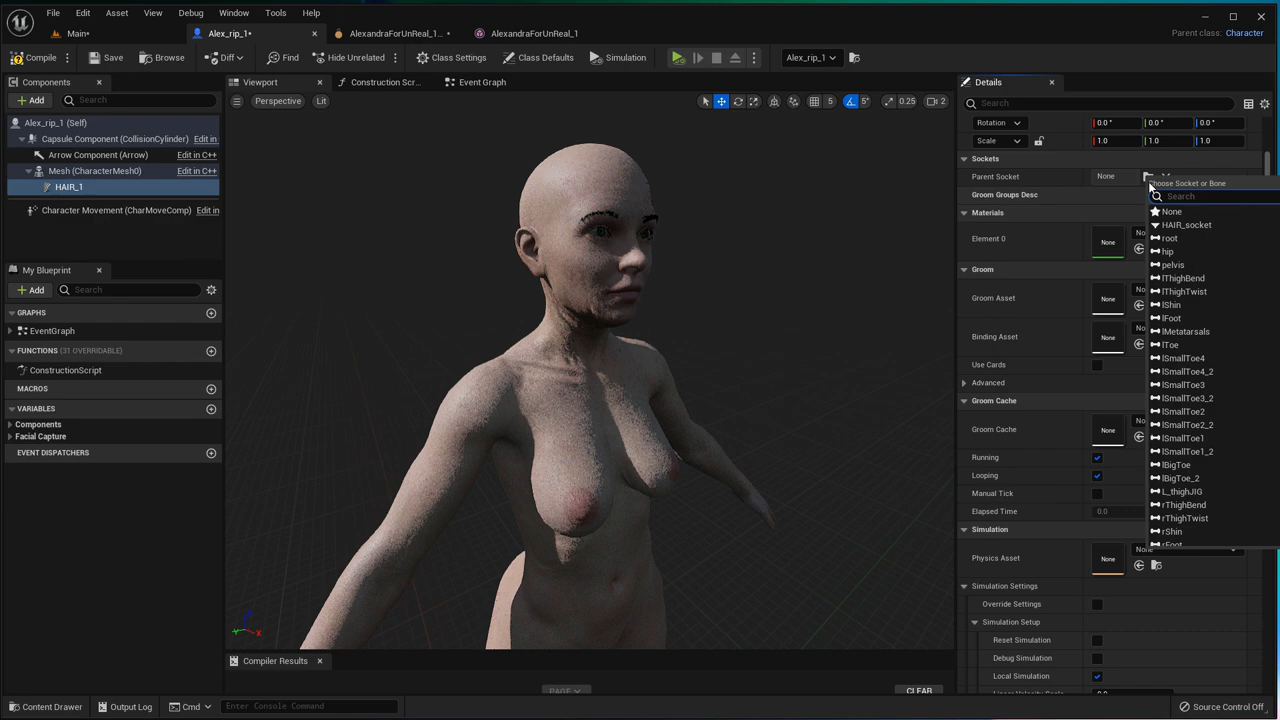 File Edit Asset View Debug Window Tools Help
Main•
Alex_rip_1•
AlexandraForUnReal_1... •
AlexandraForUnReal_1
Parent class: Character
Compile
Save
Browse
Diff
Find
Hide Unrelated
Class Settings
Class Defaults
Simulation
Alex_rip_1
Components
Add
Search
Alex_rip_1 (Self)
Capsule Component (CollisionCylinder) Edit in
Arrow Component (Arrow) Edit in C++
Mesh (CharacterMesh0) Edit in C++
HAIR_1
Character Movement (CharMoveComp) Edit in
My Blueprint
Add
Search
GRAPHS
EventGraph
FUNCTIONS (31 OVERRIDABLE)
ConstructionScript
MACROS
VARIABLES
Components
Facial Capture
EVENT DISPATCHERS
Viewport
Construction Scr...
Event Graph
Perspective
Lit
5
5°
0.25
2
Compiler Results
PAGE
CLEAR
Details
Search
Rotation 0.0° 0.0° 0.0°
Scale 1.0 1.0 1.0
Sockets
Parent Socket None
Groom Groups Desc
Materials
Element 0 None
Groom
Groom Asset None
Binding Asset None
Use Cards
Advanced
Groom Cache
Groom Cache None
Running
Looping
Manual Tick
Elapsed Time 0.0
Simulation
Physics Asset None None
Simulation Settings
Override Settings
Simulation Setup
Reset Simulation
Debug Simulation
Local Simulation
Choose Socket or Bone
Search
None
HAIR_socket
root
hip
pelvis
lThighBend
lThighTwist
lShin
lFoot
lMetatarsals
lToe
lSmallToe4
lSmallToe4_2
lSmallToe3
lSmallToe3_2
lSmallToe2
lSmallToe2_2
lSmallToe1
lSmallToe1_2
lBigToe
lBigToe_2
L_thighJIG
rThighBend
rThighTwist
rShin
rFoot
Content Drawer
Output Log
Cmd
Enter Console Command
Source Control Off